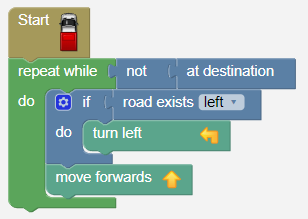 Start
repeat while not at destination
do if road exists left
do turn left
move forwards